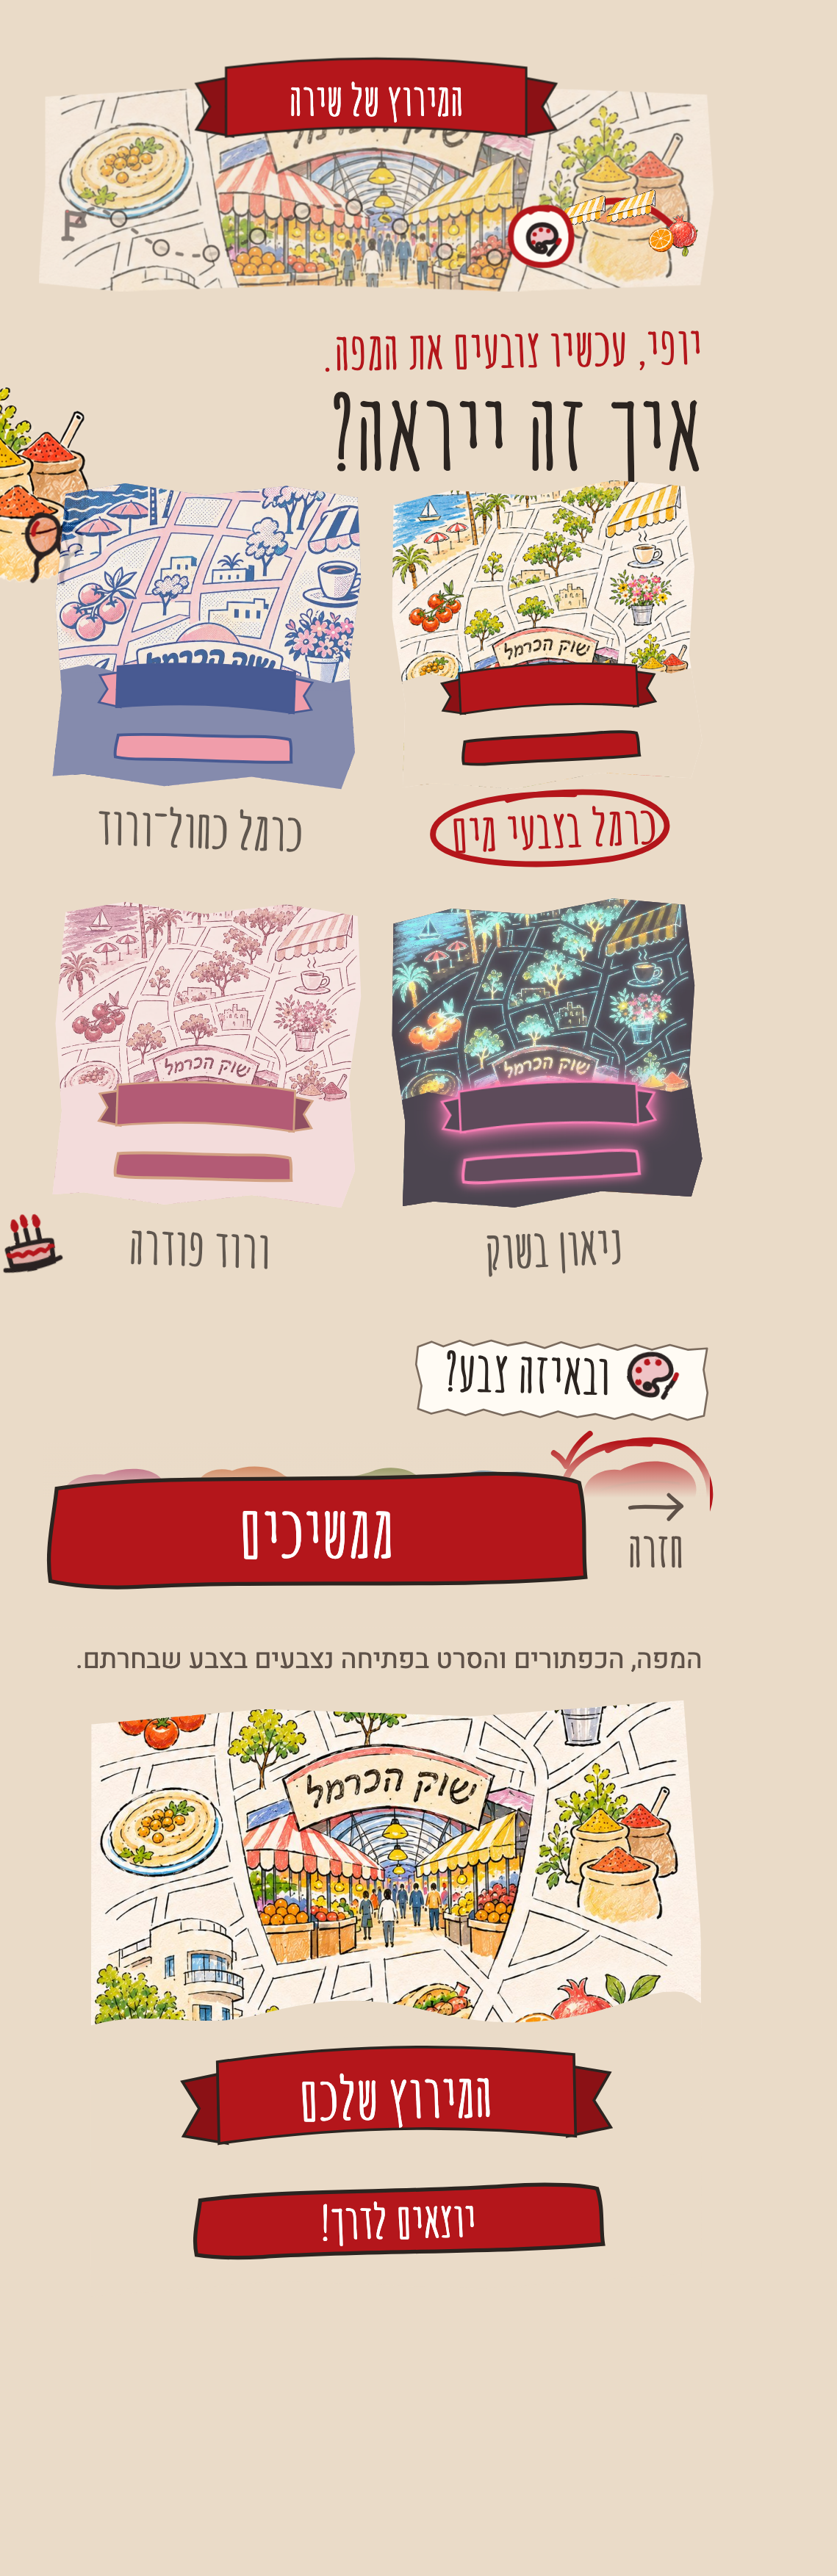 המירוץ של שירה
יופי, עכשיו צובעים את המפה.
איך זה ייראה?
שוק הכרמל
שוק הכרמל
כרמל בצבעי מים
כרמל כחול־ורוד
שוק הכרמל
שוק הכרמל
ניאון בשוק
ורוד פודרה
ובאיזה צבע?
חזרה
ממשיכים
המפה, הכפתורים והסרט בפתיחה נצבעים בצבע שבחרתם.
שוק הכרמל
המירוץ שלכם
יוצאים לדרך!